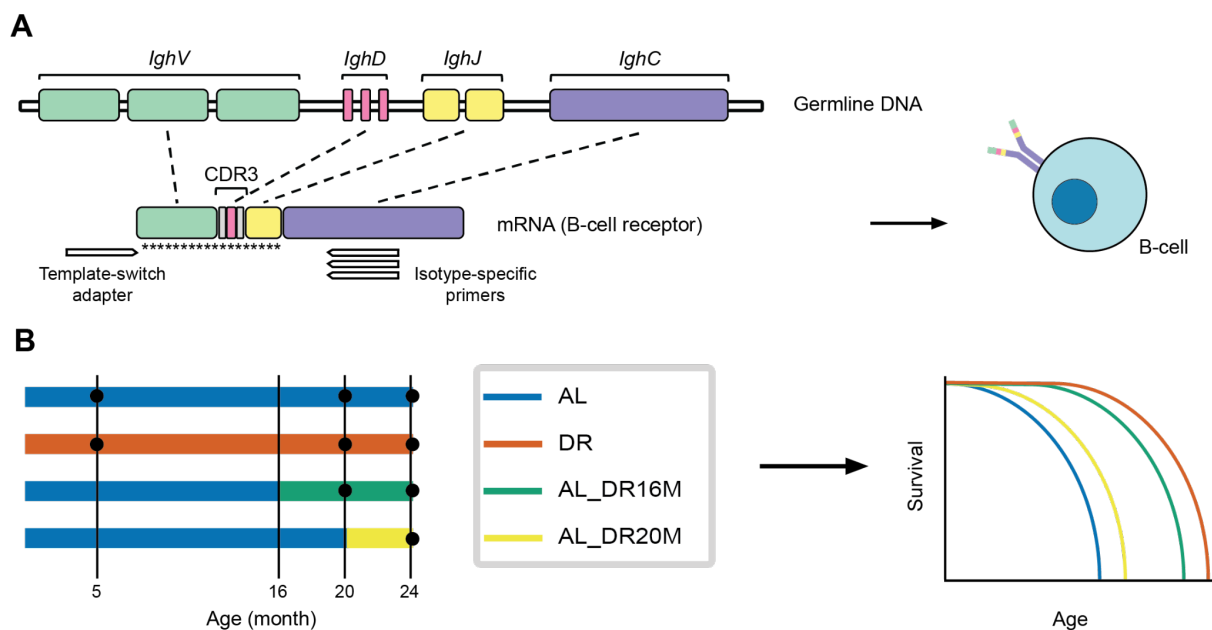 A
IghV
IghD
IghJ
IghC
Germline DNA
CDR3
mRNA (B-cell receptor)
*******************
Template-switch
adapter
Isotype-specific
primers
B-cell
B
5
16
20
24
Age (month)
AL
DR
AL_DR16M
AL_DR20M
Survival
Age